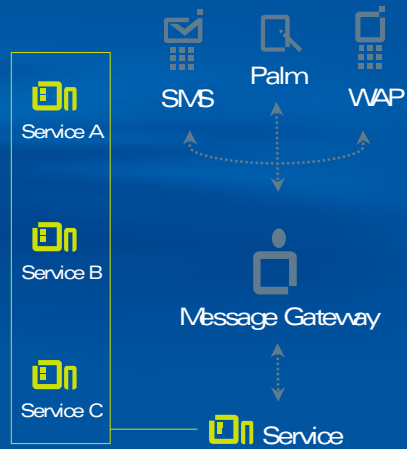 Palm
SMS
WAP
Service A
Service B
Message Gateway
Service C
Service